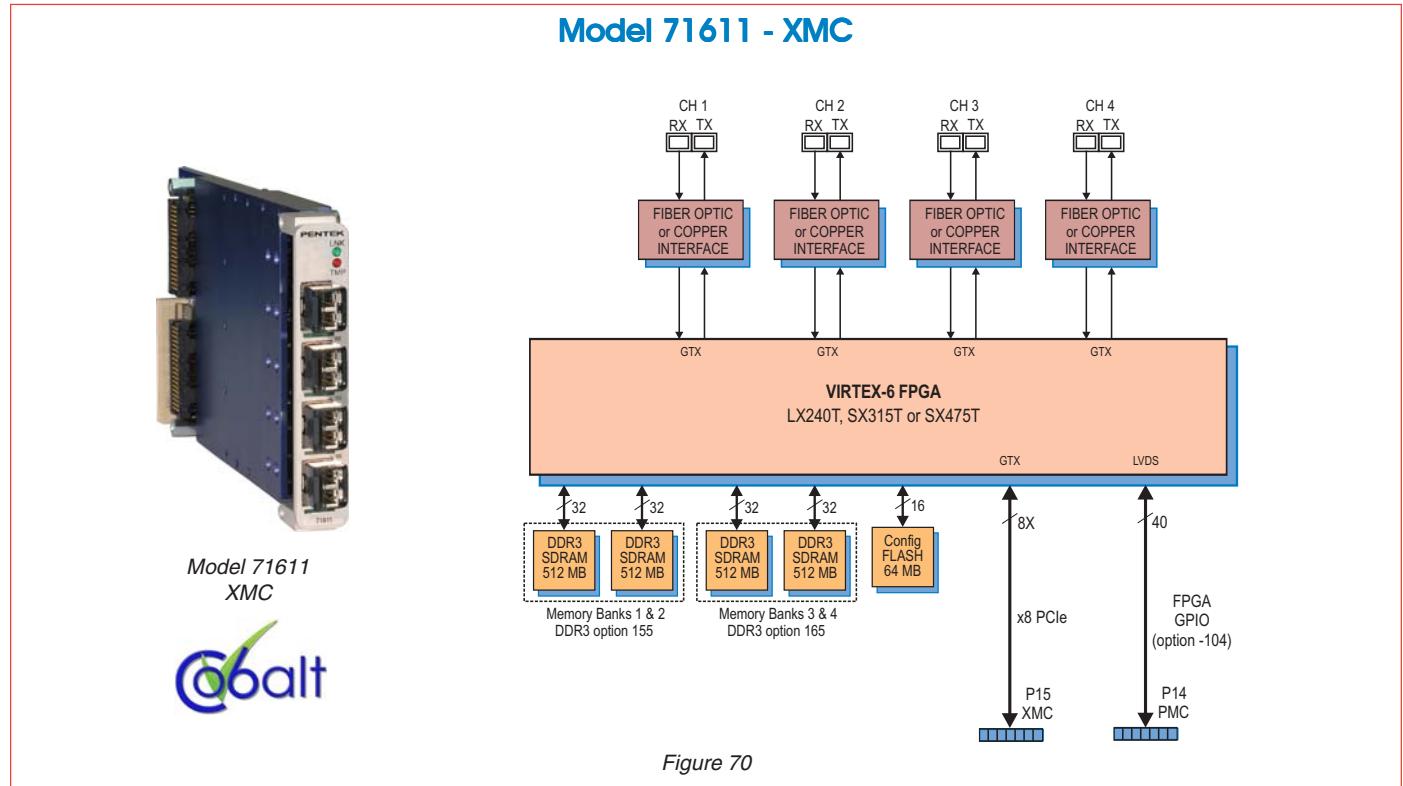 Model 71611 - XMC
PENTEK
LNK
TMP
71611
Model 71611
XMC
Cobalt
CH 1
RX TX
CH 2
RX TX
CH 3
RX TX
CH 4
RX TX
FIBER OPTIC
or COPPER
INTERFACE
FIBER OPTIC
or COPPER
INTERFACE
FIBER OPTIC
or COPPER
INTERFACE
FIBER OPTIC
or COPPER
INTERFACE
GTX
GTX
GTX
GTX
VIRTEX-6 FPGA
LX240T, SX315T or SX475T
GTX
LVDS
32
32
32
32
16
8X
40
DDR3
SDRAM
512 MB
DDR3
SDRAM
512 MB
DDR3
SDRAM
512 MB
DDR3
SDRAM
512 MB
Config
FLASH
64 MB
Memory Banks 1 & 2
DDR3 option 155
Memory Banks 3 & 4
DDR3 option 165
x8 PCIe
FPGA
GPIO
(option -104)
P15
XMC
P14
PMC
Figure 70